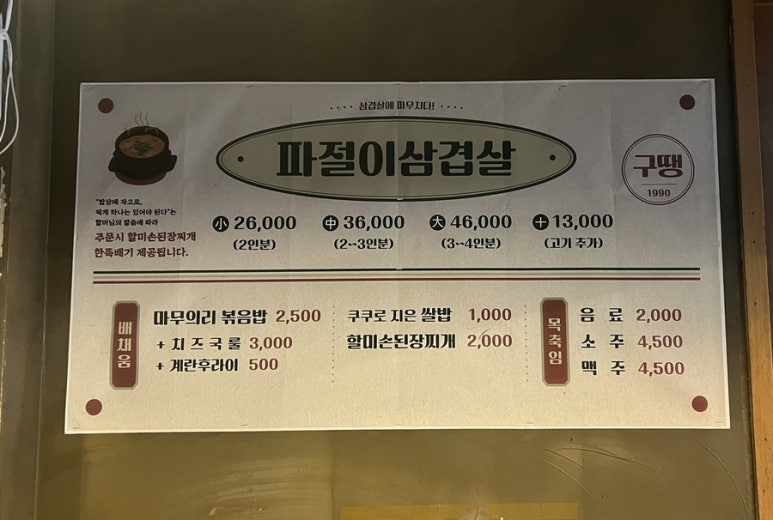 ···· 삼겹살에 파무치다! ····
파절이삼겹살
구땡
1990
"밥상에 자고로,
찌개 하나는 있어야 된다"는
할머님의 말씀에 따라
주문시 할미손된장찌개
한뚝배기 제공됩니다.
小 26,000
(2인분)
中 36,000
(2~3인분)
大 46,000
(3~4인분)
+ 13,000
(고기 추가)
배채움
마무의리 볶음밥 2,500
+ 치즈국룰 3,000
+ 계란후라이 500
쿠쿠로 지은 쌀밥 1,000
할미손된장찌개 2,000
목축임
음료 2,000
소주 4,500
맥주 4,500